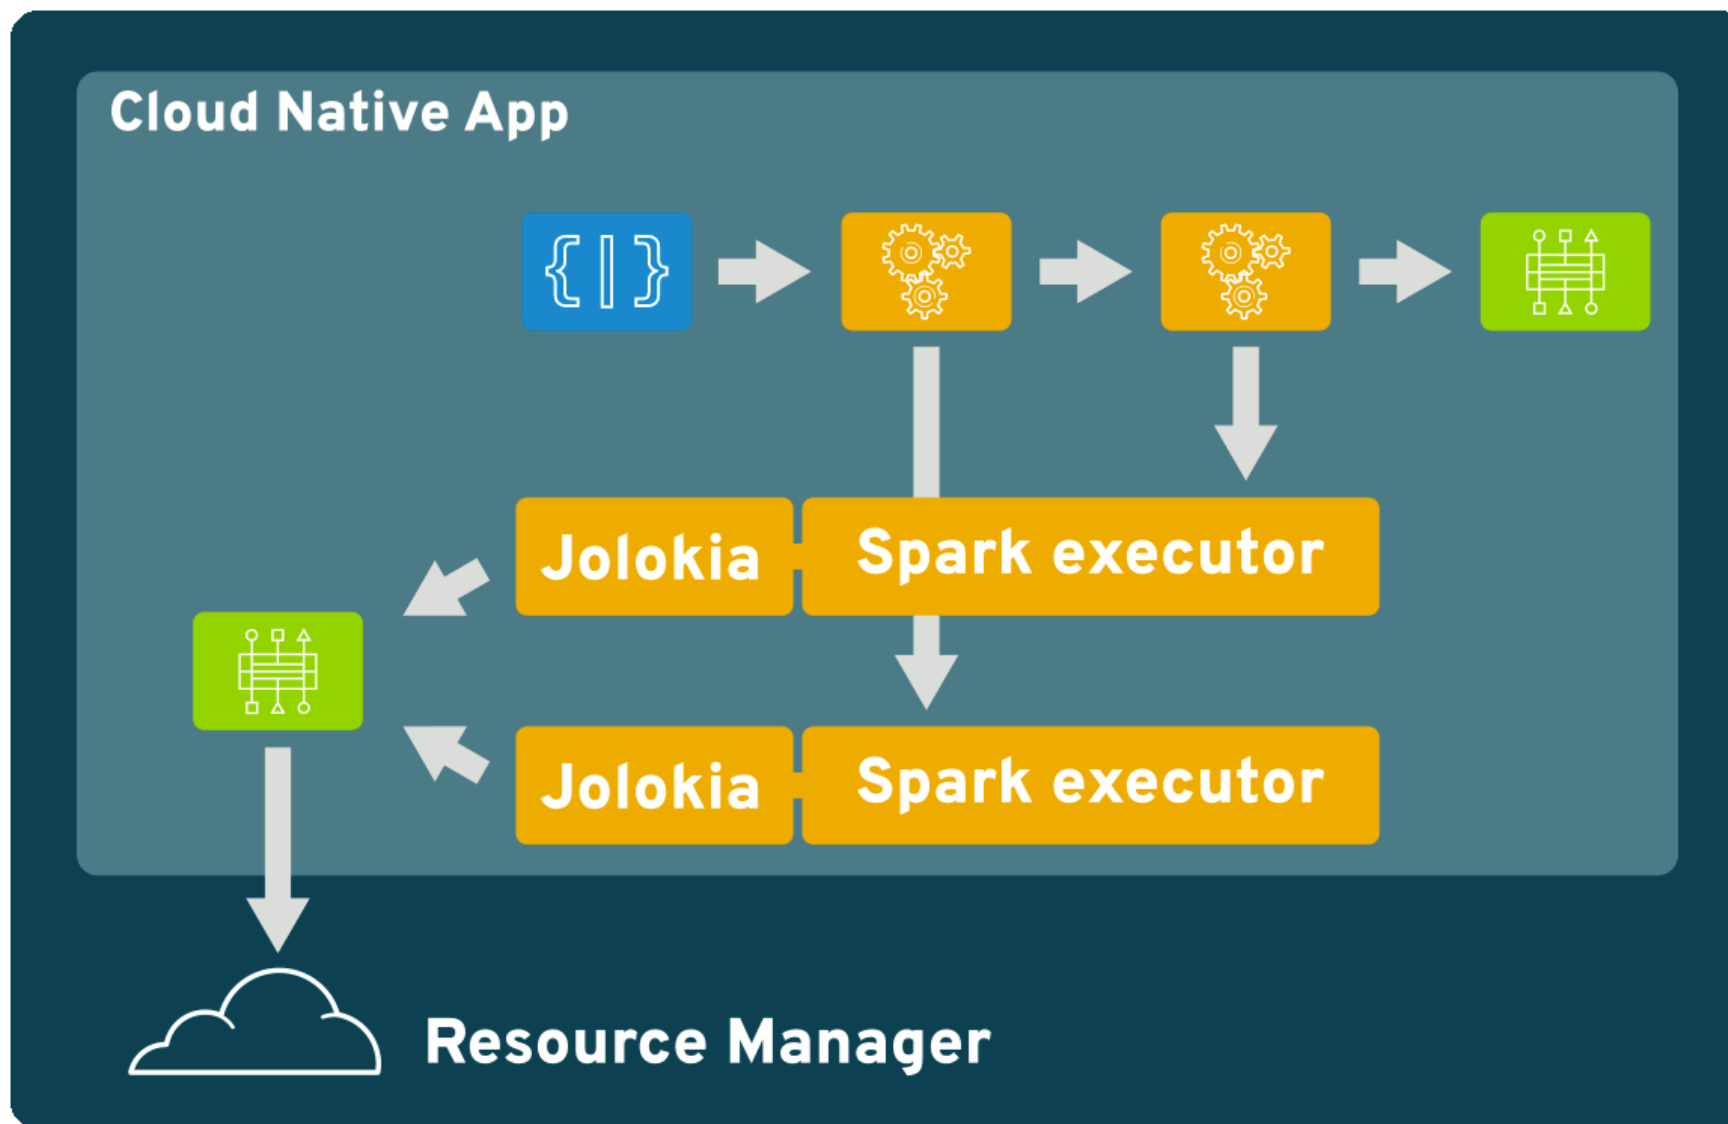 Cloud Native App
{|}
Jolokia
Spark executor
Jolokia
Spark executor
Resource Manager